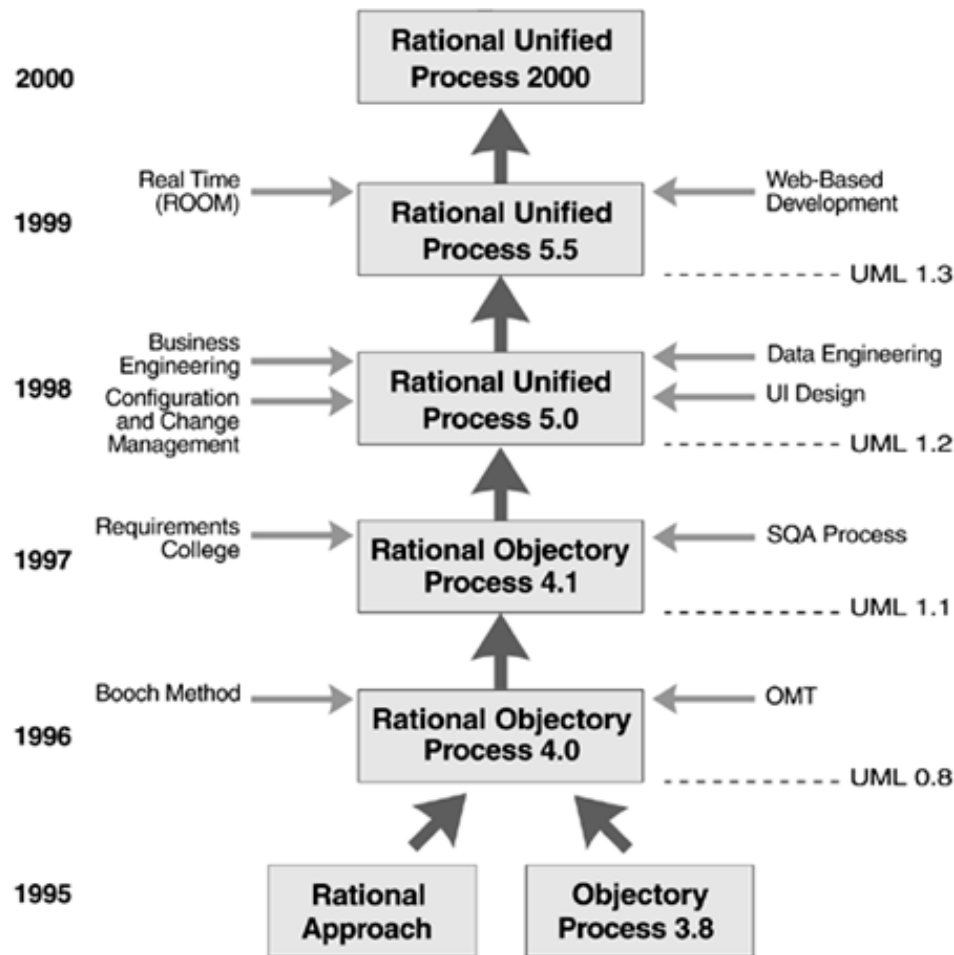 Rational Unified
Process 2000
2000
Real Time
(ROOM)
Web-Based
Development
1999
Rational Unified
Process 5.5
UML 1.3
Business
Engineering
Data Engineering
1998
Configuration
and Change
Management
Rational Unified
Process 5.0
UI Design
UML 1.2
Requirements
College
SQA Process
1997
Rational Objectory
Process 4.1
UML 1.1
Booch Method
OMT
1996
Rational Objectory
Process 4.0
UML 0.8
1995
Rational
Approach
Objectory
Process 3.8